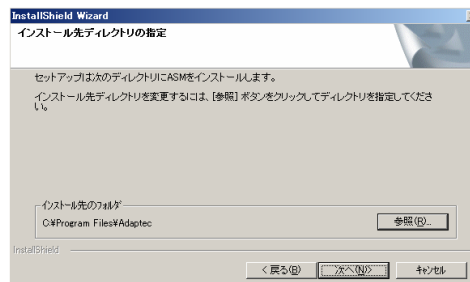 InstallShield Wizard
インストール先ディレクトリの指定
セットアップは次のディレクトリにASMをインストールします。
インストール先ディレクトリを変更するには、[参照] ボタンをクリックしてディレクトリを指定してくださ
い。
インストール先のフォルダ
C:¥Program Files¥Adaptec
参照(R)...
InstallShield
< 戻る(B)
次へ(N)>
キャンセル